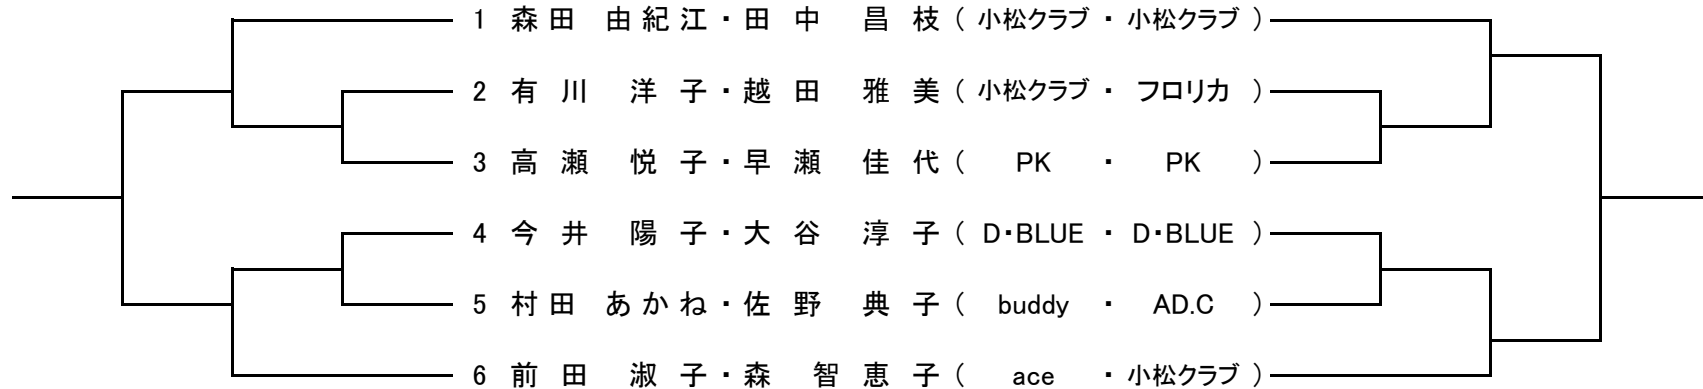 1 森田 由紀江・田中 昌枝 ( 小松クラブ ・ 小松クラブ )
2 有川 洋子・越田 雅美 ( 小松クラブ ・ フロリカ )
3 高瀬 悦子・早瀬 佳代 ( PK ・ PK )
4 今井 陽子・大谷 淳子 ( D・BLUE ・ D・BLUE )
5 村田 あかね・佐野 典子 ( buddy ・ AD.C )
6 前田 淑子・森 智恵子 ( ace ・ 小松クラブ )